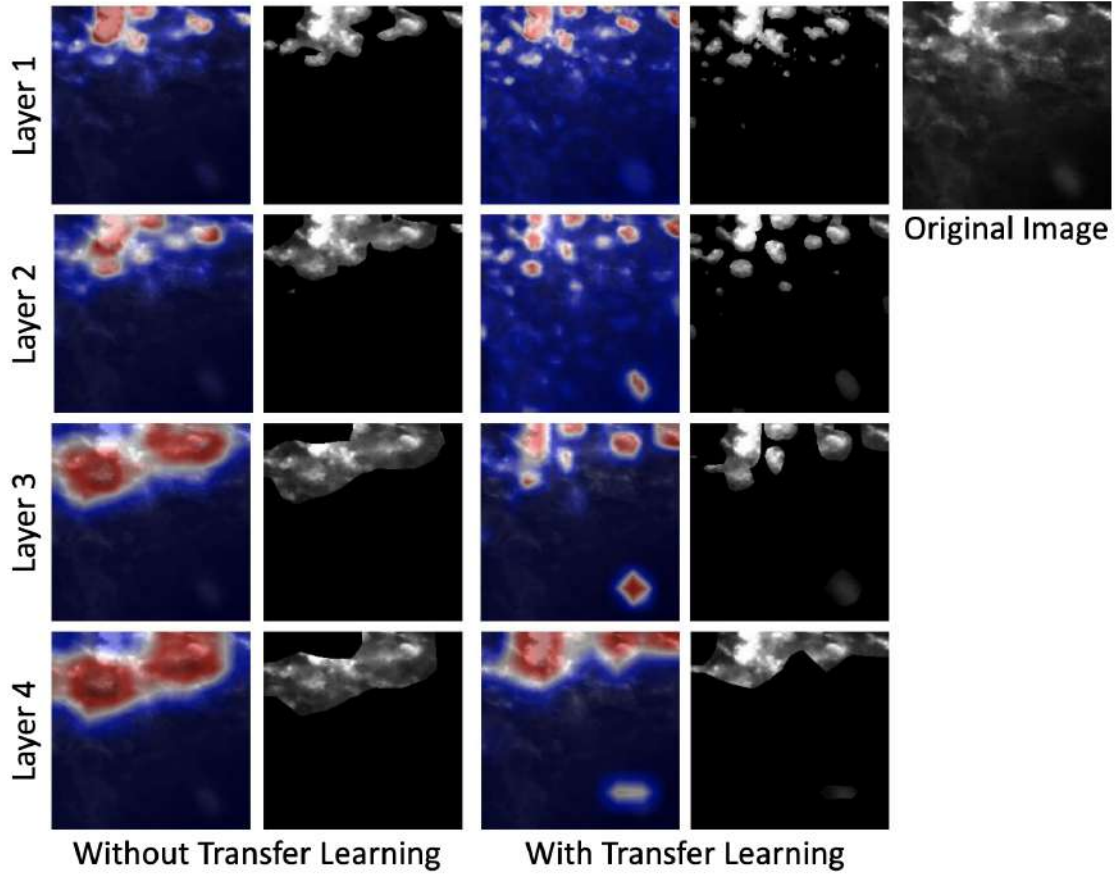 Layer 1
Original Image
Layer 2
Layer 3
Layer 4
Without Transfer Learning
With Transfer Learning